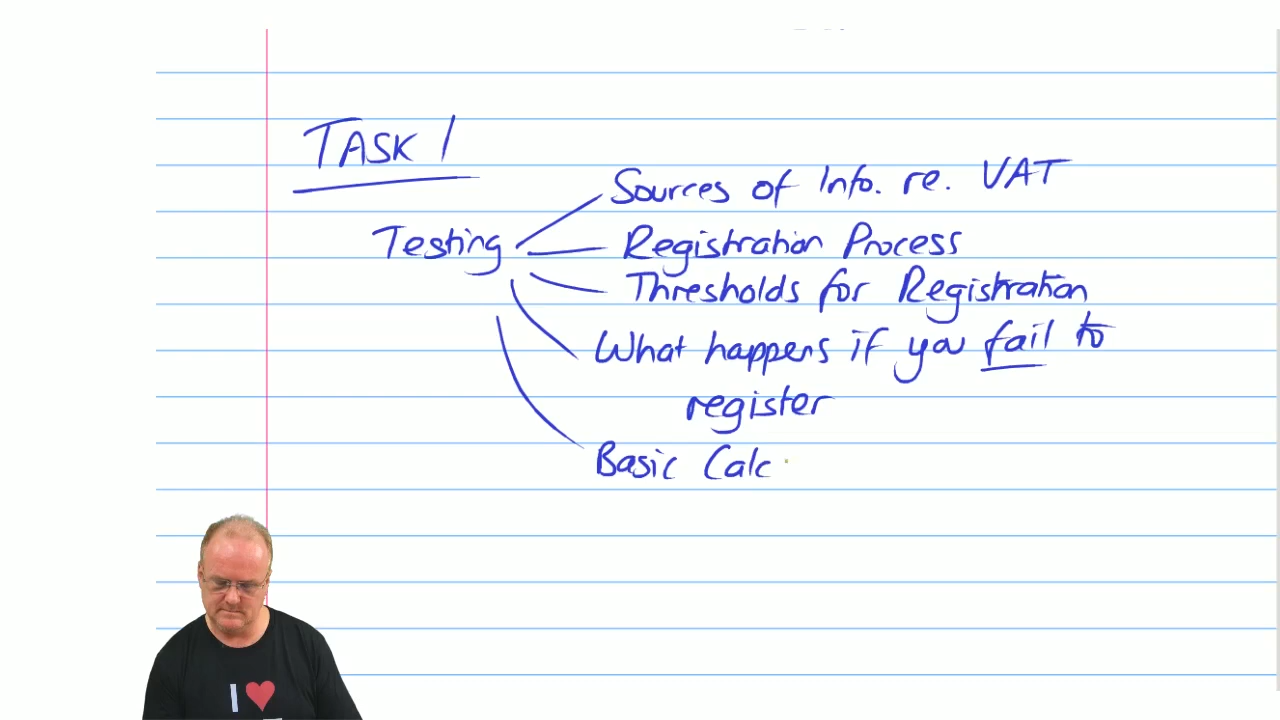 TASK 1
Sources of Info. re. VAT
Testing
Registration Process
Thresholds for Registration
What happens if you fail to
register
Basic Calc
I ♥